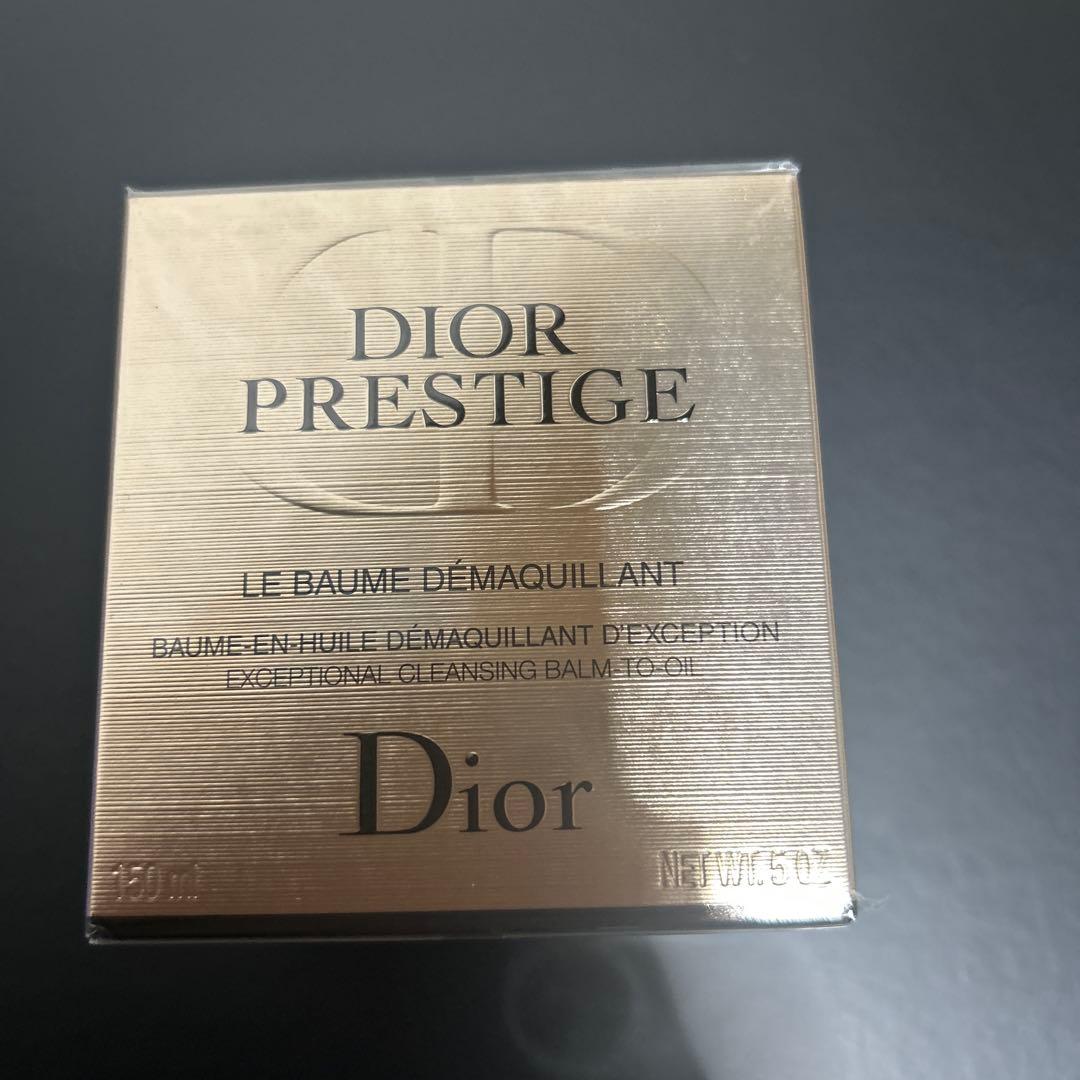 DIOR
PRESTIGE
LE BAUME DÉMAQUILLANT
BAUME-EN-HUILE DÉMAQUILLANT D'EXCEPTION
EXCEPTIONAL CLEANSING BALM-TO-OIL
Dior
150 ml NET WT. 5 OZ